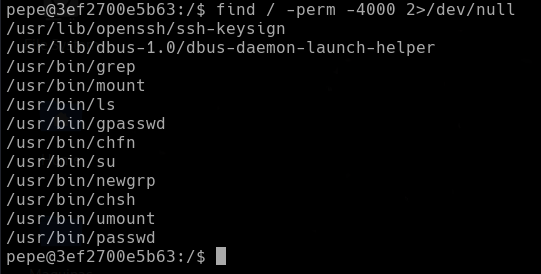 pepe@3ef2700e5b63:/$ find / -perm -4000 2>/dev/null
/usr/lib/openssh/ssh-keysign
/usr/lib/dbus-1.0/dbus-daemon-launch-helper
/usr/bin/grep
/usr/bin/mount
/usr/bin/ls
/usr/bin/gpasswd
/usr/bin/chfn
/usr/bin/su
/usr/bin/newgrp
/usr/bin/chsh
/usr/bin/umount
/usr/bin/passwd
pepe@3ef2700e5b63:/$